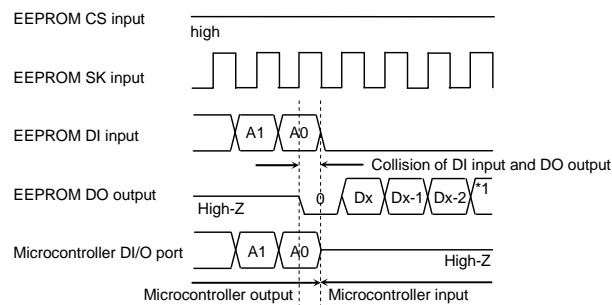 EEPROM CS input
high
EEPROM SK input
EEPROM DI input
A1 A0
Collision of DI input and DO output
EEPROM DO output
High-Z
0 Dx Dx-1 Dx-2 *1
Microcontroller DI/O port
A1 A0
High-Z
Microcontroller output Microcontroller input